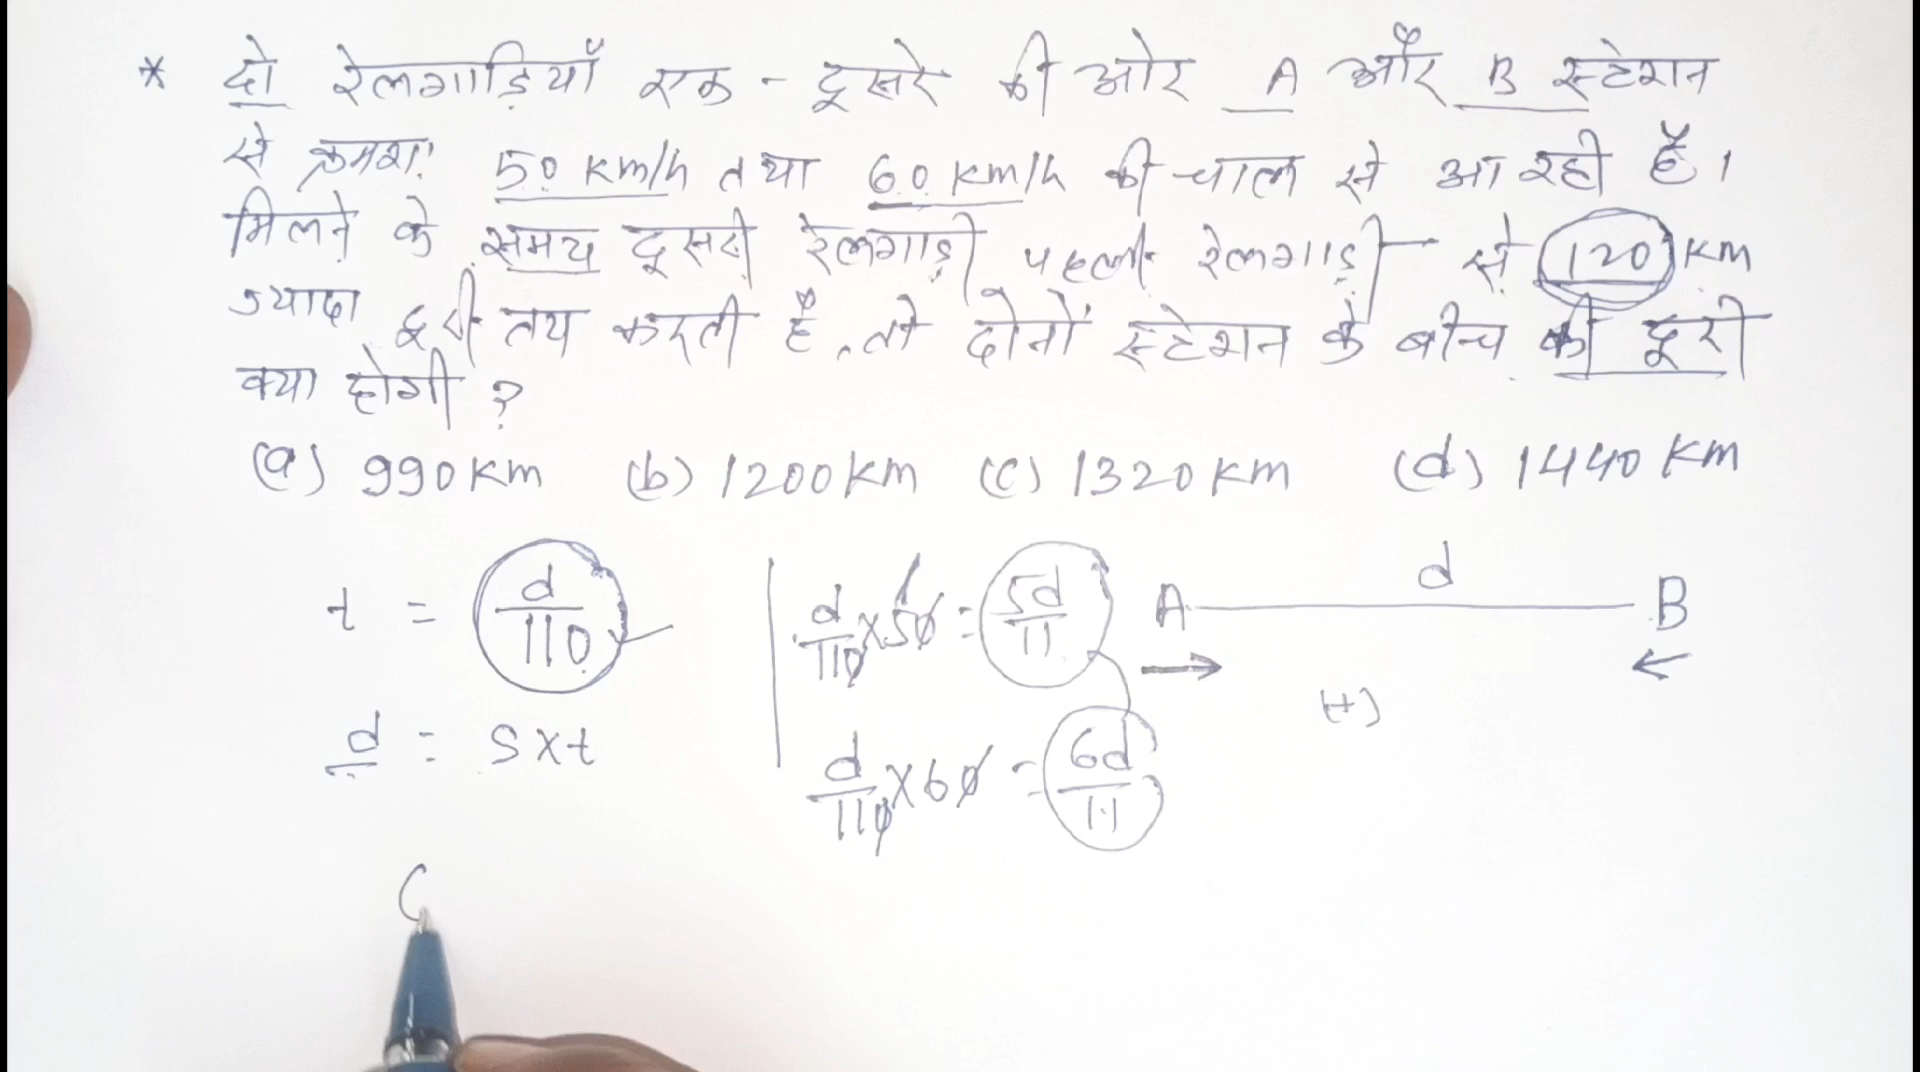 * दो रेलगाड़ियाँ एक - दूसरे की ओर A और B स्टेशन
से क्रमश: 50 km/h तथा 60 km/h की चाल से आ रही हैं।
मिलने के समय दूसरी रेलगाड़ी पहली रेलगाड़ी से 120 km
ज्यादा दूरी तय करती है, तो दोनों स्टेशन के बीच की दूरी
क्या होगी ?
(a) 990 km (b) 1200 km (c) 1320 km (d) 1440 km
t = d/110
d/110 × 50 = 5d/11
A d B
(+)
d = s × t
d/110 × 60 = 6d/11
(